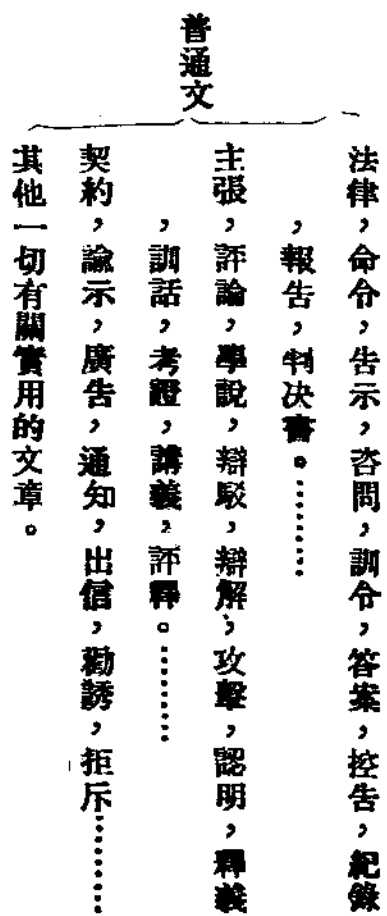 普通文
法律，命令，告示，咨問，訓令，答案，控告，紀錄
，報告，判决書。………
主張，評論，學說，辯駁，辯解，攻擊，認明，釋義
，訓話，考證，講義，評釋。………
契約，諭示，廣告，通知，出信，勸誘，拒斥………
其他一切有關實用的文章。